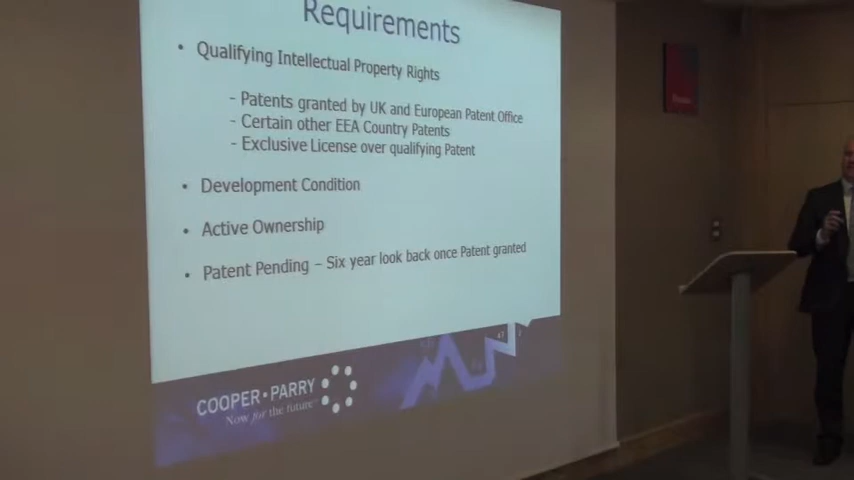 Requirements
• Qualifying Intellectual Property Rights
- Patents granted by UK and European Patent Office
- Certain other EEA Country Patents
- Exclusive License over qualifying Patent
• Development Condition
• Active Ownership
• Patent Pending – Six year look back once Patent granted
COOPER·PARRY
Now for the future